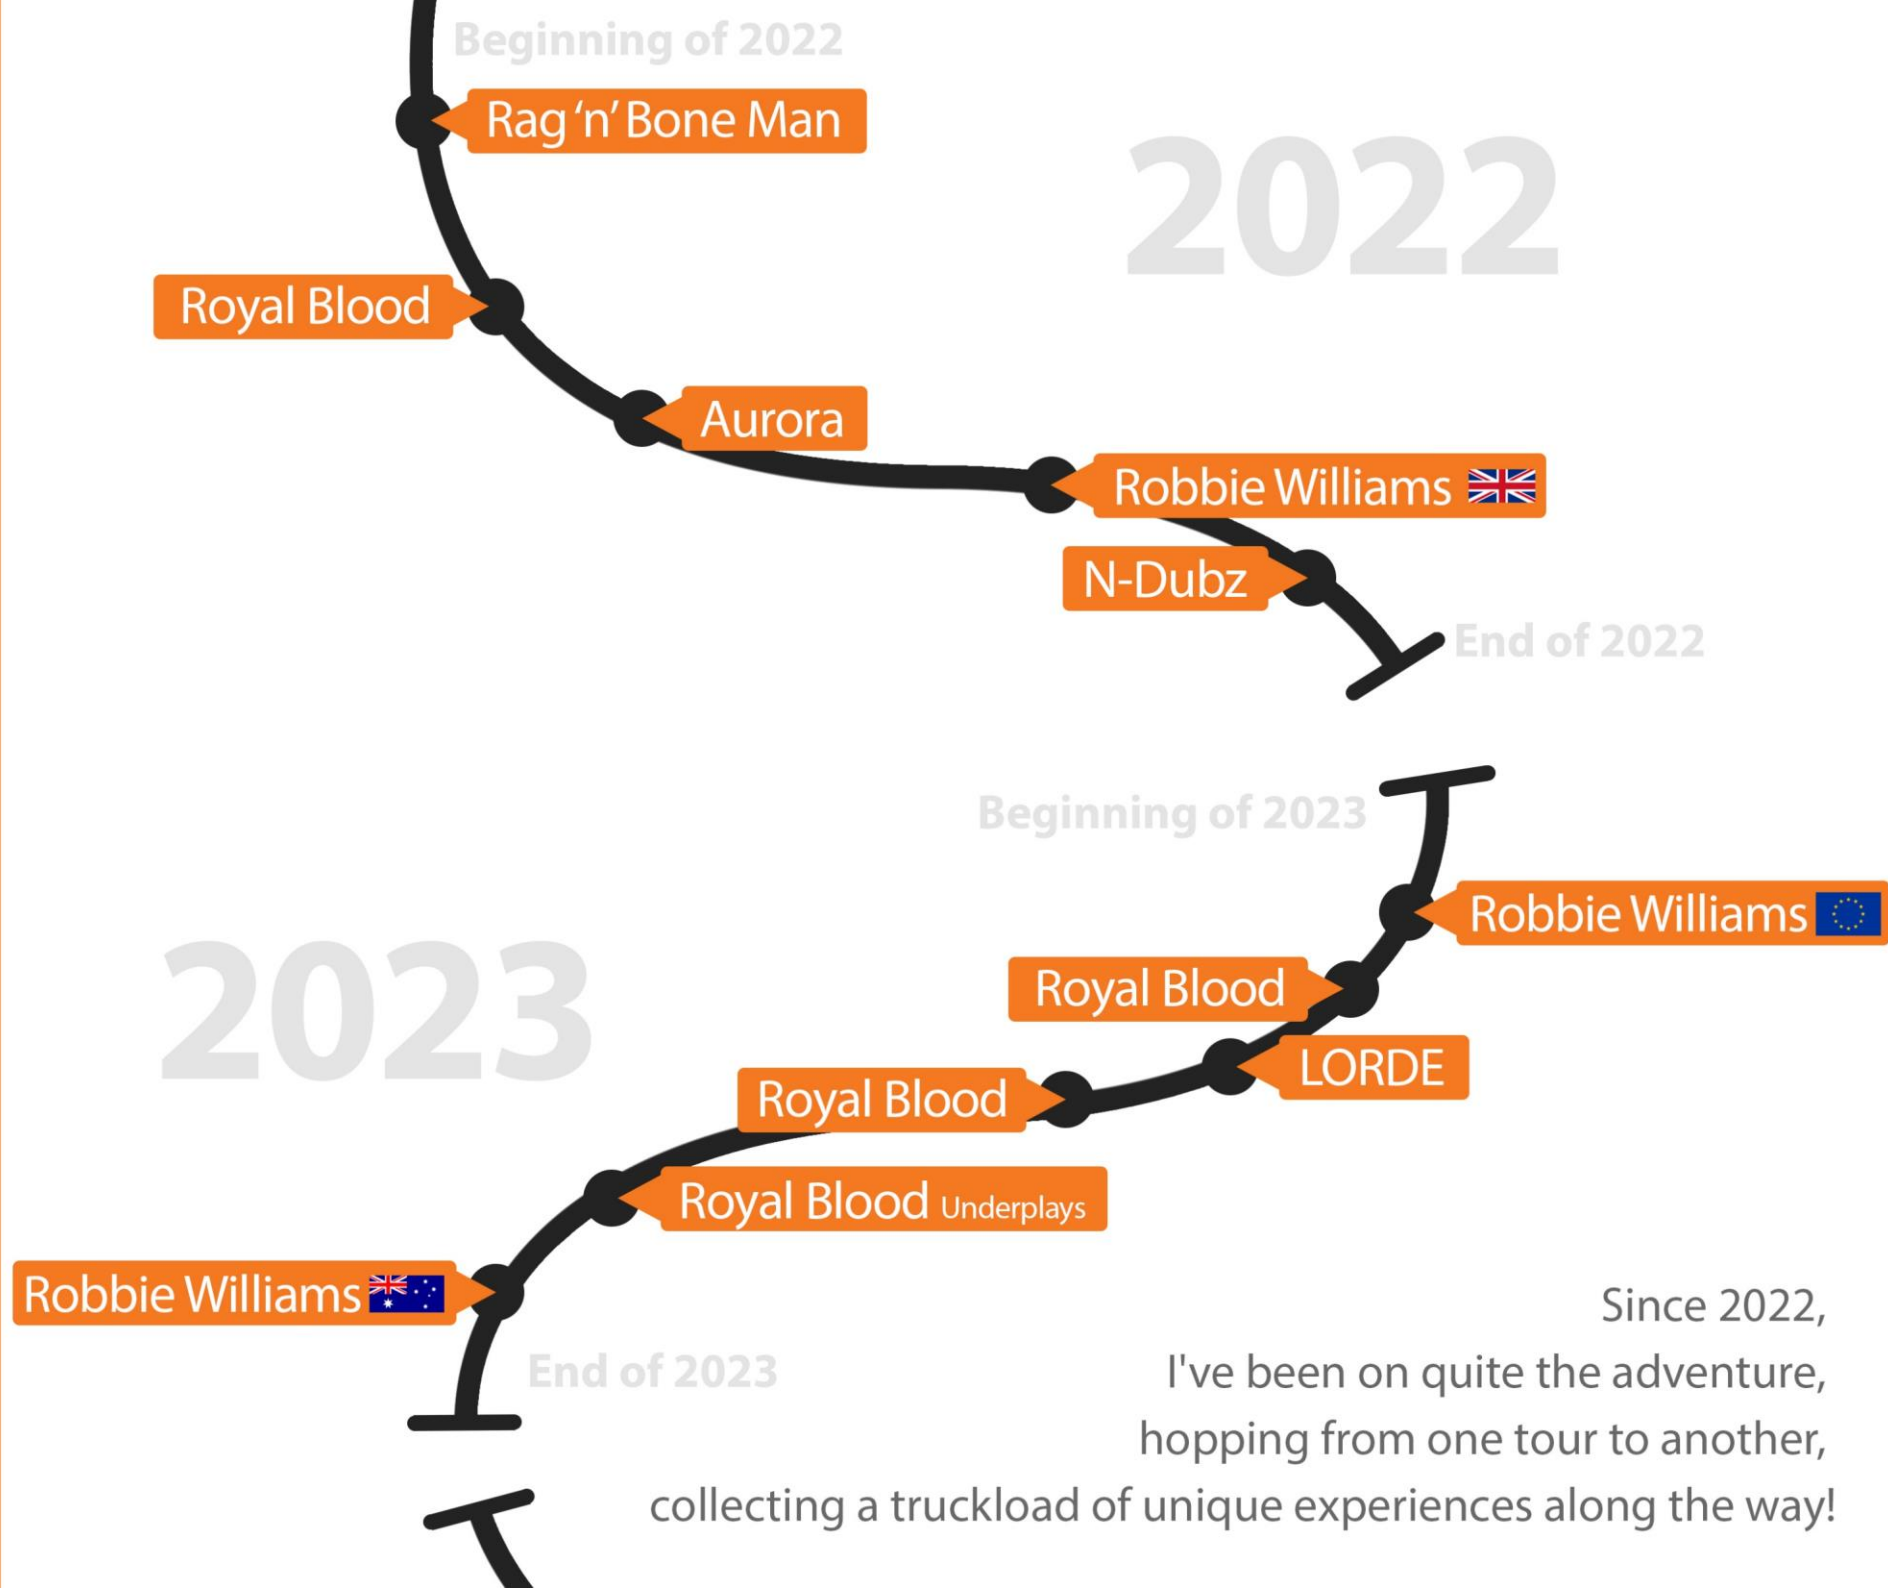 Beginning of 2022
Rag ‘n’ Bone Man
2022
Royal Blood
Aurora
Robbie Williams
N-Dubz
End of 2022
Beginning of 2023
Robbie Williams
2023
Royal Blood
LORDE
Royal Blood
Royal Blood Underplays
Robbie Williams
End of 2023
Since 2022,
I've been on quite the adventure,
hopping from one tour to another,
collecting a truckload of unique experiences along the way!